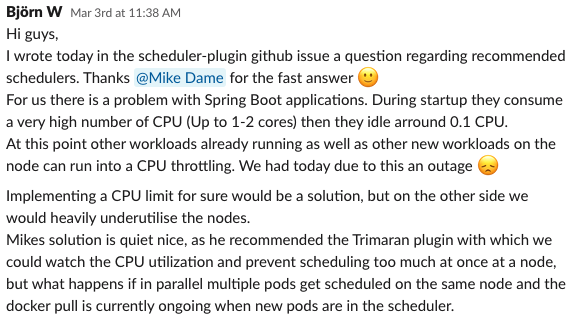 Björn W Mar 3rd at 11:38 AM
Hi guys,
I wrote today in the scheduler-plugin github issue a question regarding recommended
schedulers. Thanks @Mike Dame for the fast answer 🙂
For us there is a problem with Spring Boot applications. During startup they consume
a very high number of CPU (Up to 1-2 cores) then they idle arround 0.1 CPU.
At this point other workloads already running as well as other new workloads on the
node can run into a CPU throttling. We had today due to this an outage 😞
Implementing a CPU limit for sure would be a solution, but on the other side we
would heavily underutilise the nodes.
Mikes solution is quiet nice, as he recommended the Trimaran plugin with which we
could watch the CPU utilization and prevent scheduling too much at once at a node,
but what happens if in parallel multiple pods get scheduled on the same node and the
docker pull is currently ongoing when new pods are in the scheduler.